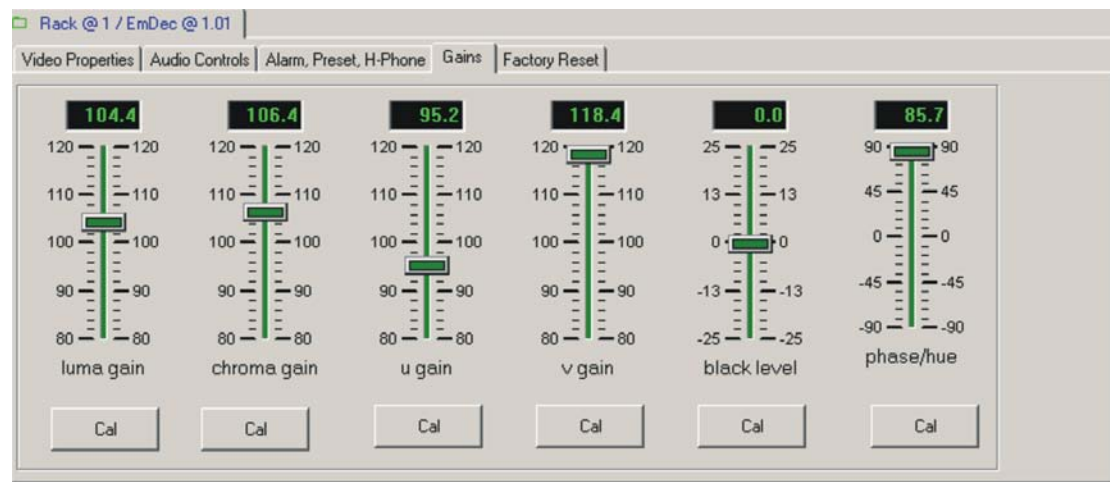 Rack @ 1 / EmDec @ 1.01
Video Properties Audio Controls Alarm, Preset, H-Phone Gains Factory Reset
104.4 106.4 95.2 118.4 0.0 85.7
120 120 120 120 120 120 120 120 25 25 90 90
110 110 110 110 110 110 110 110 13 13 45 45
100 100 100 100 100 100 100 100 0 0 0 0
90 90 90 90 90 90 90 90 -13 -13 -45 -45
80 80 80 80 80 80 80 80 -25 -25 -90 -90
luma gain chroma gain u gain v gain black level phase/hue
Cal Cal Cal Cal Cal Cal